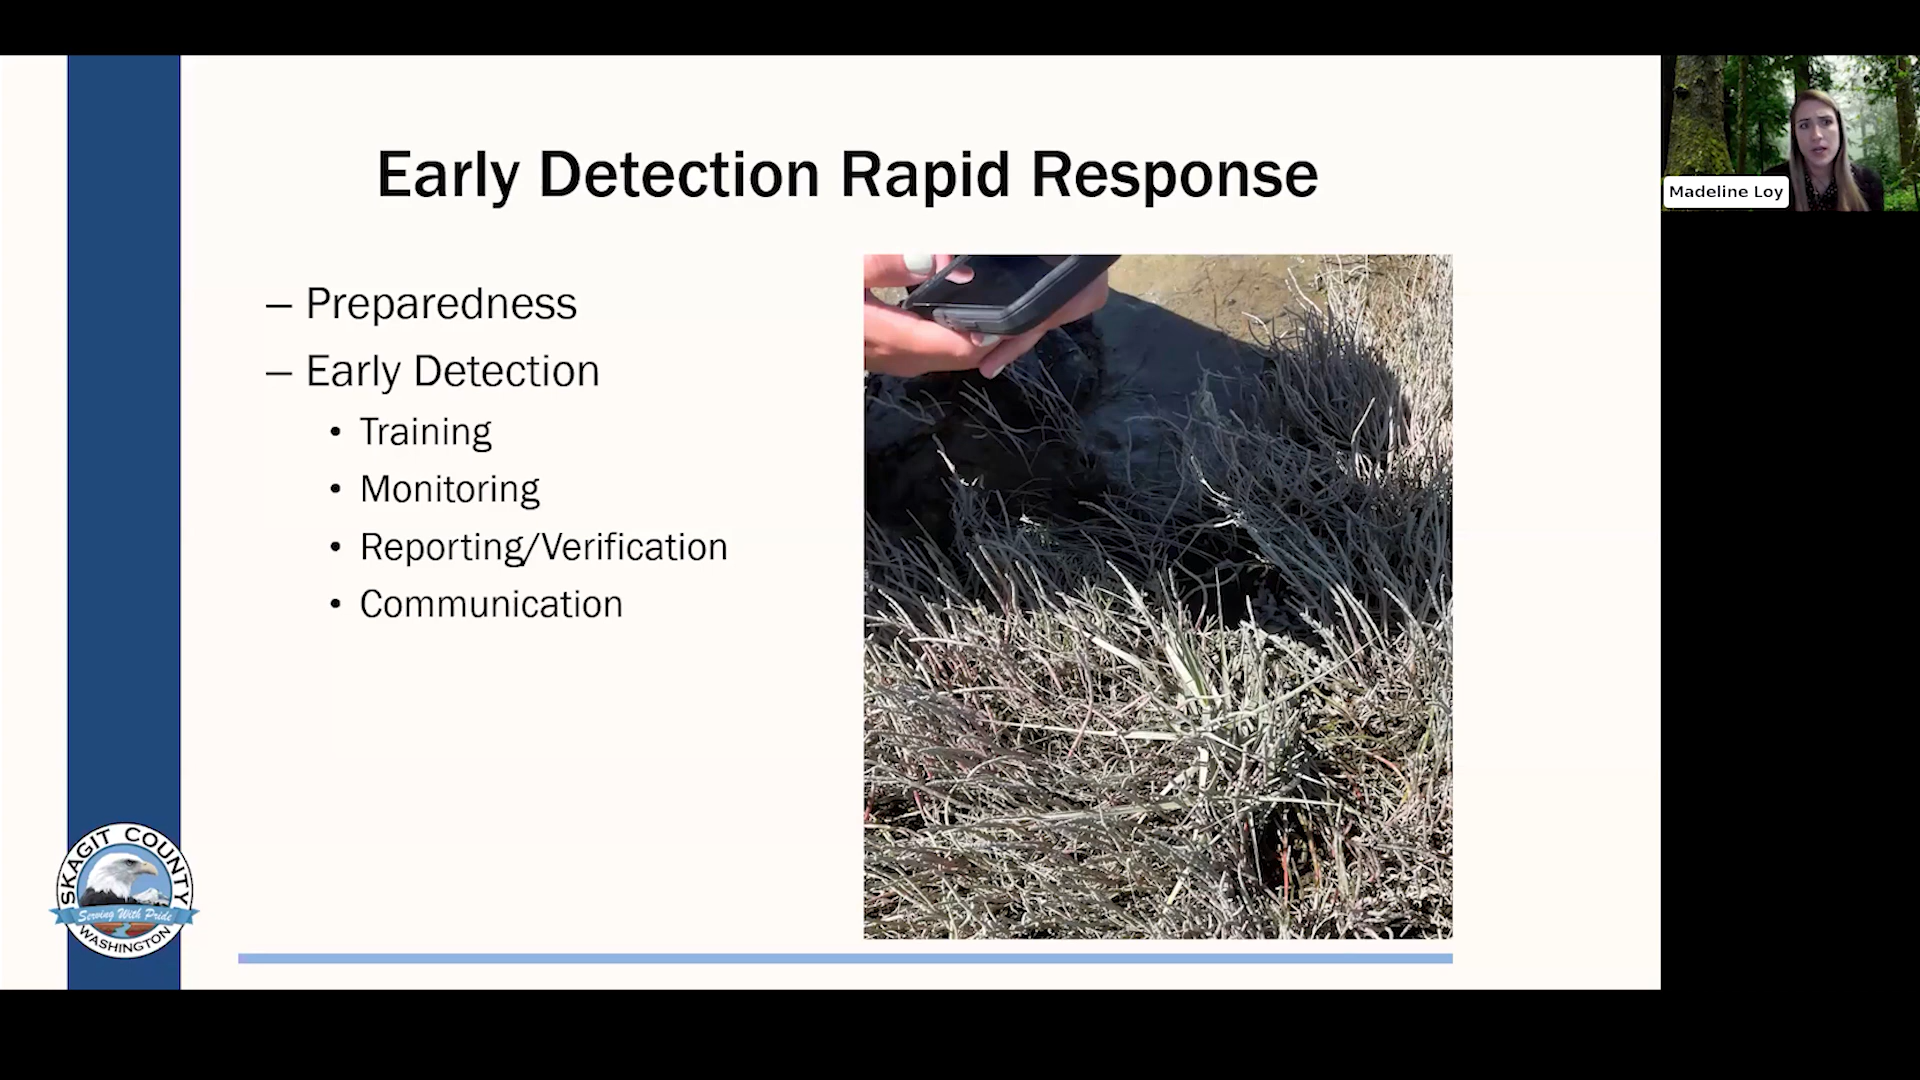 Early Detection Rapid Response
– Preparedness
– Early Detection
• Training
• Monitoring
• Reporting/Verification
• Communication
Madeline Loy
SKAGIT COUNTY
Serving With Pride
WASHINGTON